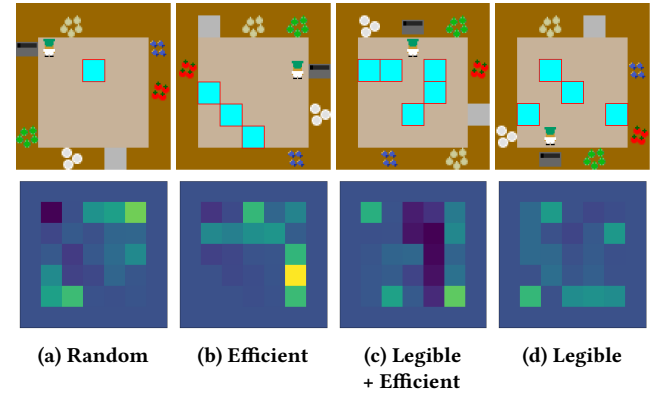 (a) Random
(b) Efficient
(c) Legible
+ Efficient
(d) Legible